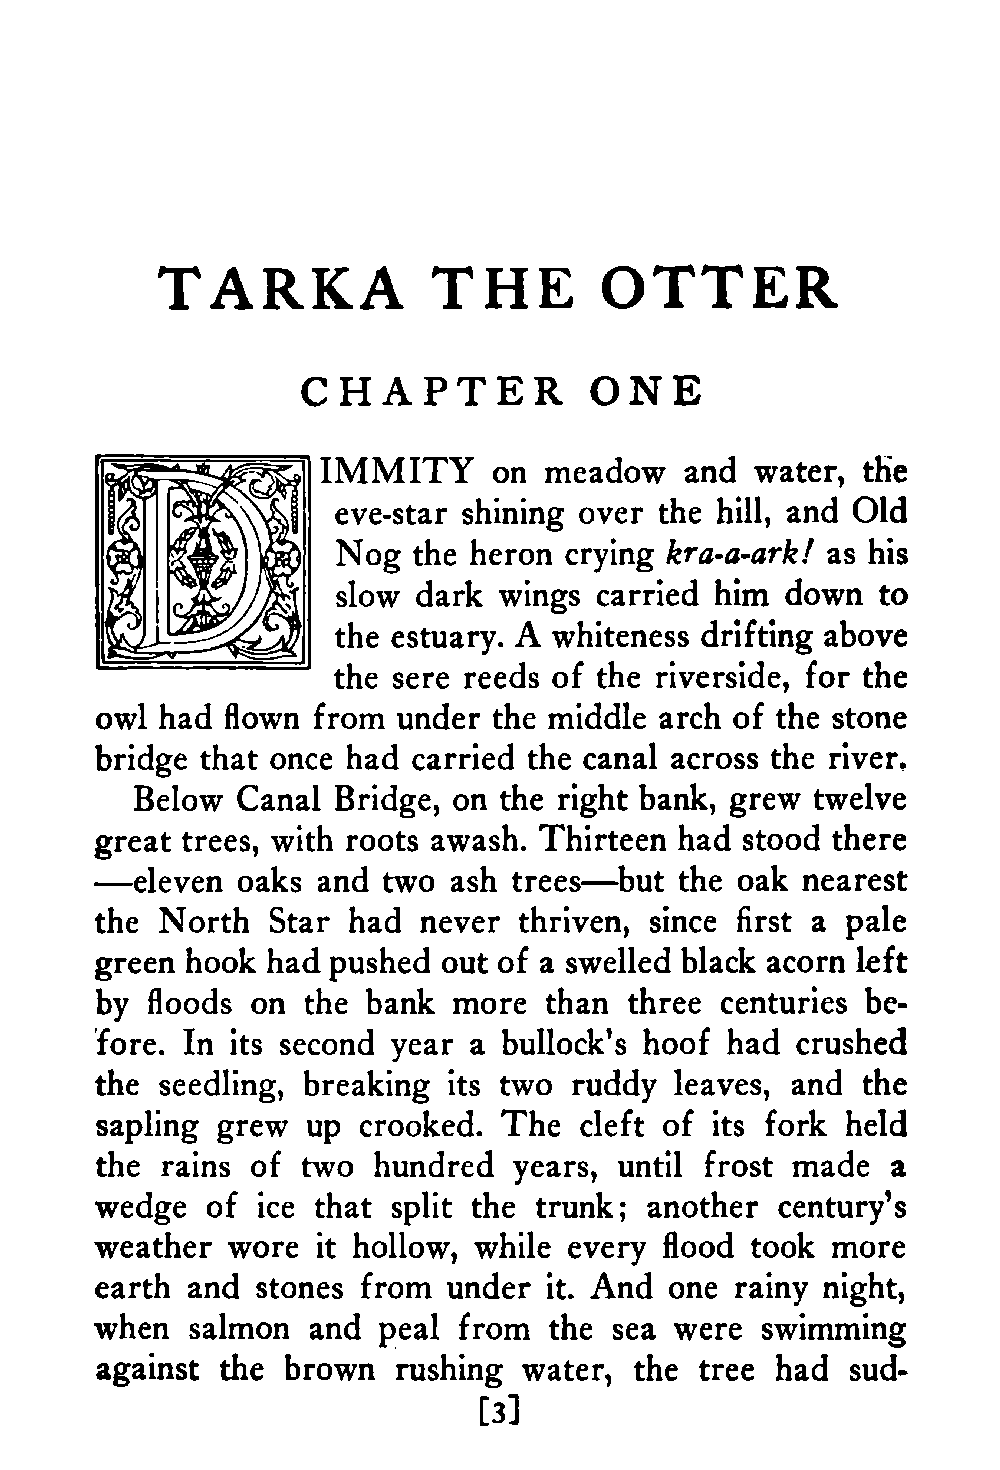 TARKA THE OTTER
CHAPTER ONE
DIMMITY on meadow and water, the
eve-star shining over the hill, and Old
Nog the heron crying kra-a-ark! as his
slow dark wings carried him down to
the estuary. A whiteness drifting above
the sere reeds of the riverside, for the
owl had flown from under the middle arch of the stone
bridge that once had carried the canal across the river.
Below Canal Bridge, on the right bank, grew twelve
great trees, with roots awash. Thirteen had stood there
—eleven oaks and two ash trees—but the oak nearest
the North Star had never thriven, since first a pale
green hook had pushed out of a swelled black acorn left
by floods on the bank more than three centuries be-
fore. In its second year a bullock's hoof had crushed
the seedling, breaking its two ruddy leaves, and the
sapling grew up crooked. The cleft of its fork held
the rains of two hundred years, until frost made a
wedge of ice that split the trunk; another century's
weather wore it hollow, while every flood took more
earth and stones from under it. And one rainy night,
when salmon and peal from the sea were swimming
against the brown rushing water, the tree had sud-
[3]